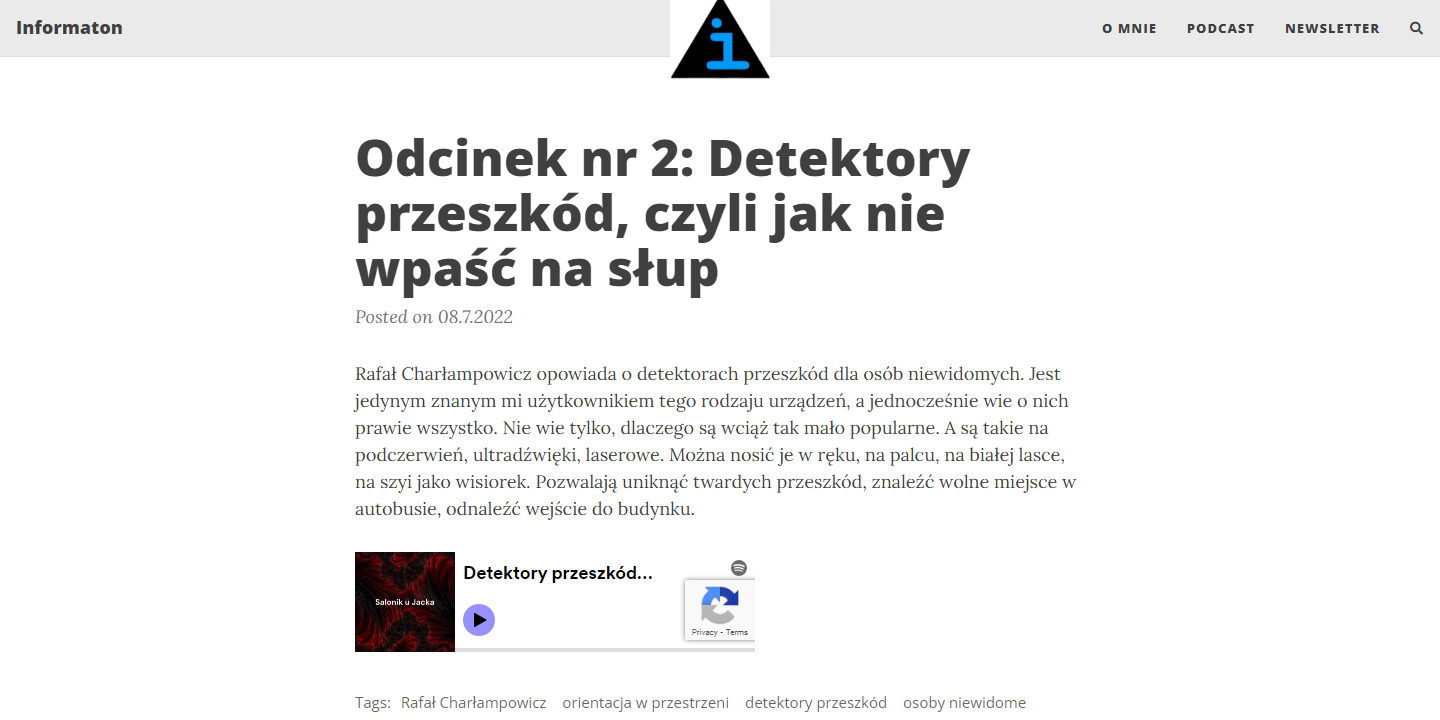 Informaton
i
O MNIE
PODCAST
NEWSLETTER
Odcinek nr 2: Detektory
przeszkód, czyli jak nie
wpaść na słup
Posted on 08.7.2022
Rafał Charłampowicz opowiada o detektorach przeszkód dla osób niewidomych. Jest
jedynym znanym mi użytkownikiem tego rodzaju urządzeń, a jednocześnie wie o nich
prawie wszystko. Nie wie tylko, dlaczego są wciąż tak mało popularne. A są takie na
podczerwień, ultradźwięki, laserowe. Można nosić je w ręku, na palcu, na białej lasce,
na szyi jako wisiorek. Pozwalają uniknąć twardych przeszkód, znaleźć wolne miejsce w
autobusie, odnaleźć wejście do budynku.
Salonik u Jacka
Detektory przeszkód...
Privacy - Terms
Tags: Rafał Charłampowicz orientacja w przestrzeni detektory przeszkód osoby niewidome